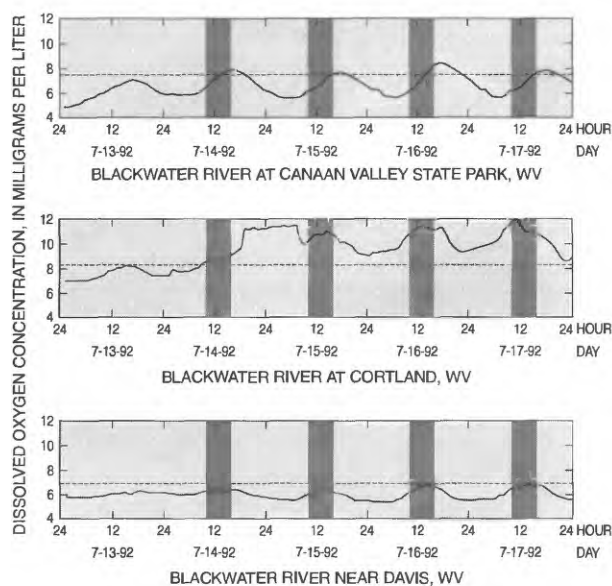 DISSOLVED OXYGEN CONCENTRATION, IN MILLIGRAMS PER LITER
12
10
8
6
4
24 12 24 12 24 12 24 12 24 12 24 HOUR
7-13-92 7-14-92 7-15-92 7-16-92 7-17-92 DAY
BLACKWATER RIVER AT CANAAN VALLEY STATE PARK, WV
12
10
8
6
4
24 12 24 12 24 12 24 12 24 12 24 HOUR
7-13-92 7-14-92 7-15-92 7-16-92 7-17-92 DAY
BLACKWATER RIVER AT CORTLAND, WV
12
10
8
6
4
24 12 24 12 24 12 24 12 24 12 24 HOUR
7-13-92 7-14-92 7-15-92 7-16-92 7-17-92 DAY
BLACKWATER RIVER NEAR DAVIS, WV